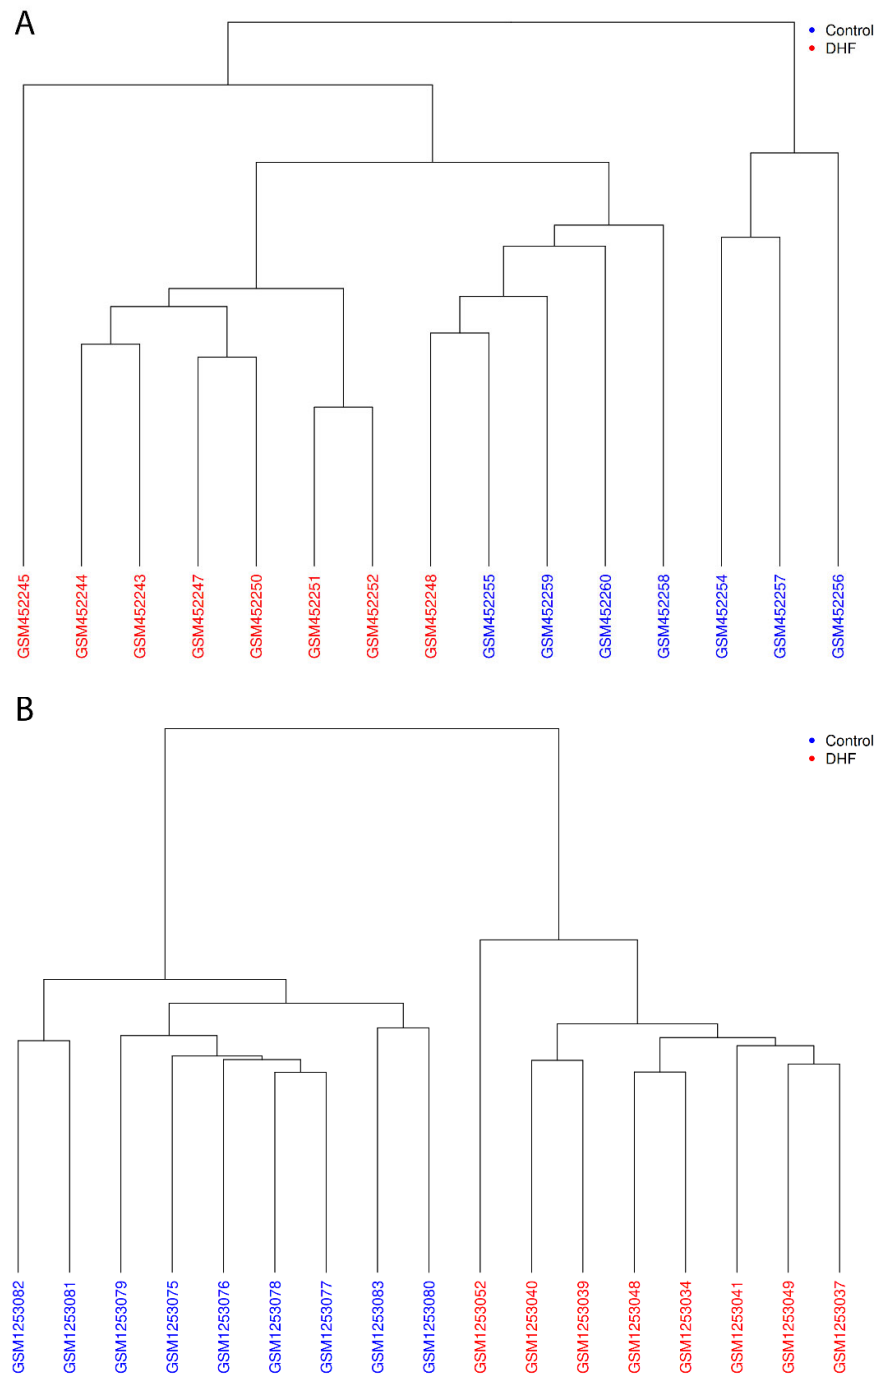 A
Control
DHF
GSM452245
GSM452244
GSM452243
GSM452247
GSM452250
GSM452251
GSM452252
GSM452248
GSM452255
GSM452259
GSM452260
GSM452258
GSM452254
GSM452257
GSM452256
B
Control
DHF
GSM1253082
GSM1253081
GSM1253079
GSM1253075
GSM1253076
GSM1253078
GSM1253077
GSM1253083
GSM1253080
GSM1253052
GSM1253040
GSM1253039
GSM1253048
GSM1253034
GSM1253041
GSM1253049
GSM1253037